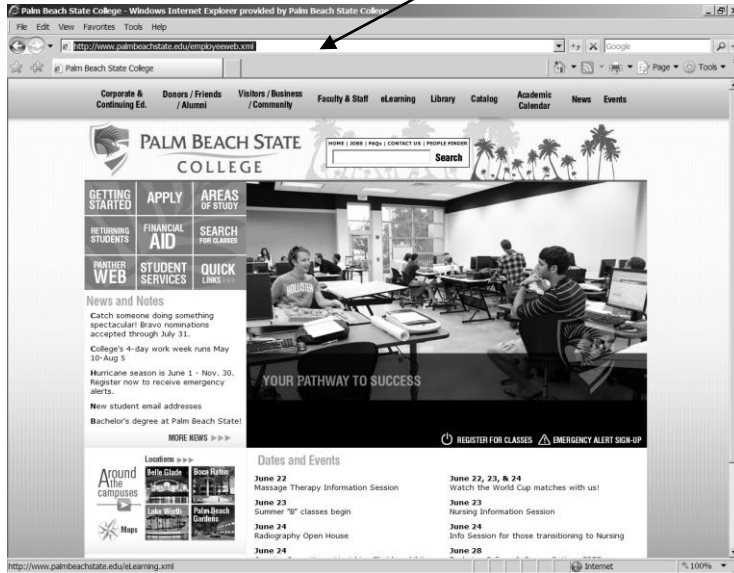 Palm Beach State College - Windows Internet Explorer provided by Palm Beach State College
File Edit View Favorites Tools Help
http://www.palmbeachstate.edu/employeeweb.xml
Google
Palm Beach State College
Page Tools
Corporate & Continuing Ed.
Donors / Friends / Alumni
Visitors / Business / Community
Faculty & Staff
eLearning
Library
Catalog
Academic Calendar
News
Events
PALM BEACH STATE
COLLEGE
HOME | JOBS | FAQs | CONTACT US | PEOPLE FINDER
Search
GETTING STARTED
APPLY
AREAS OF STUDY
RETURNING STUDENTS
FINANCIAL AID
SEARCH FOR CLASSES
PANTHER WEB
STUDENT SERVICES
QUICK LINKS >>>
HOLLISTER
YOUR PATHWAY TO SUCCESS
REGISTER FOR CLASSES
EMERGENCY ALERT SIGN-UP
News and Notes
Catch someone doing something
spectacular! Bravo nominations
accepted through July 31.
College's 4-day work week runs May
10-Aug 5
Hurricane season is June 1 - Nov. 30.
Register now to receive emergency
alerts.
New student email addresses
Bachelor's degree at Palm Beach State!
MORE NEWS
Around
the
campuses
Maps
Locations
Belle Glade
Boca Raton
Lake Worth
Palm Beach Gardens
Dates and Events
June 22
Massage Therapy Information Session
June 23
Summer "B" classes begin
June 24
Radiography Open House
June 24
June 22, 23, & 24
Watch the World Cup matches with us!
June 23
Nursing Information Session
June 24
Info Session for those transitioning to Nursing
June 28
http://www.palmbeachstate.edu/eLearning.xml
Internet
100%